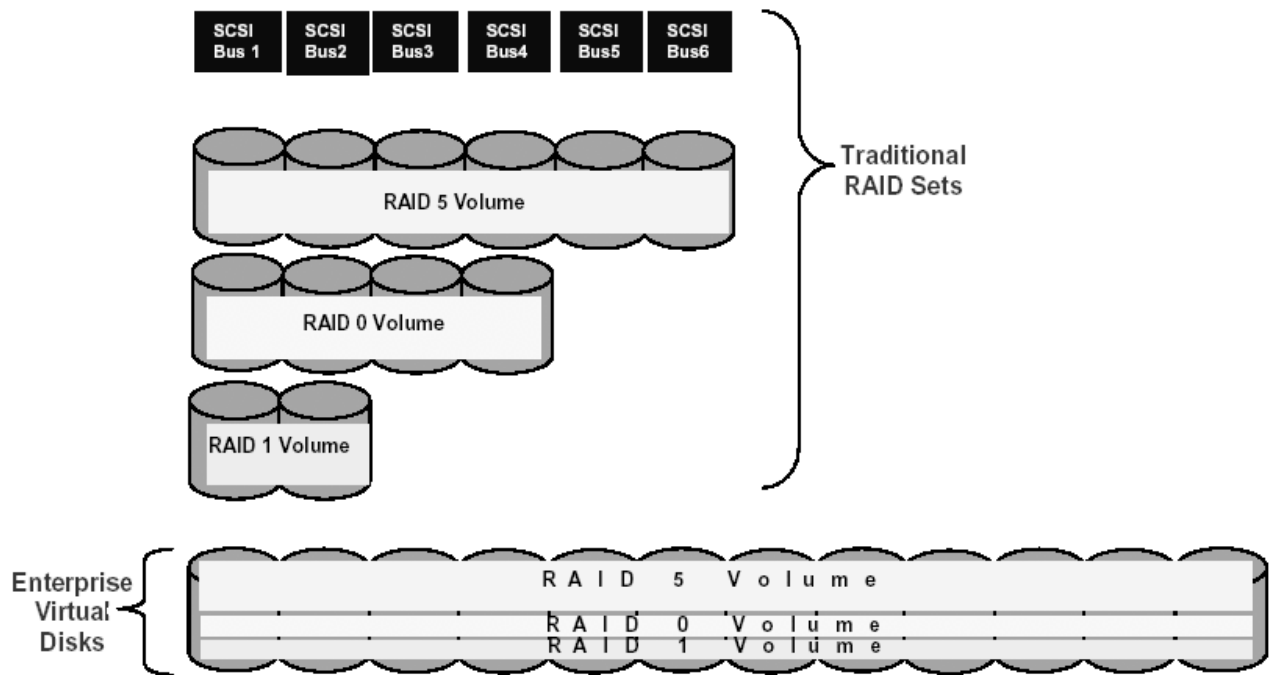 SCSI
Bus 1
SCSI
Bus2
SCSI
Bus3
SCSI
Bus4
SCSI
Bus5
SCSI
Bus6
Traditional
RAID Sets
RAID 5 Volume
RAID 0 Volume
RAID 1 Volume
Enterprise
Virtual
Disks
RAID 5 Volume
RAID 0 Volume
RAID 1 Volume